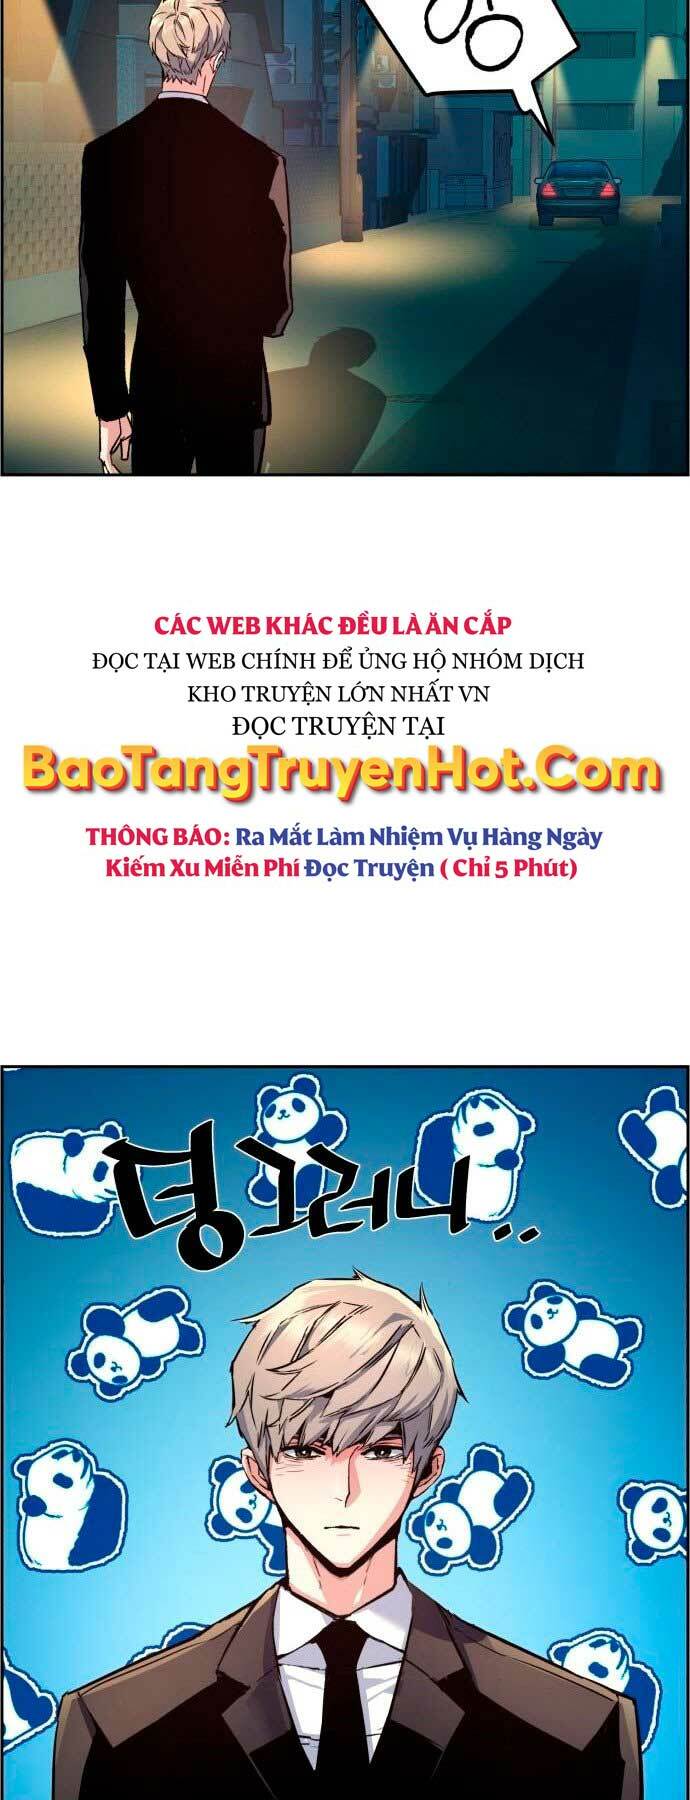 CÁC WEB KHÁC ĐỀU LÀ ĂN CẮP
ĐỌC TẠI WEB CHÍNH ĐỂ ỦNG HỘ NHÓM DỊCH
KHO TRUYỆN LỚN NHẤT VN
ĐỌC TRUYỆN TẠI
BaoTangTruyenHot.Com
THÔNG BÁO: Ra Mắt Làm Nhiệm Vụ Hàng Ngày
Kiếm Xu Miễn Phí Đọc Truyện ( Chỉ 5 Phút)
덩그러니..